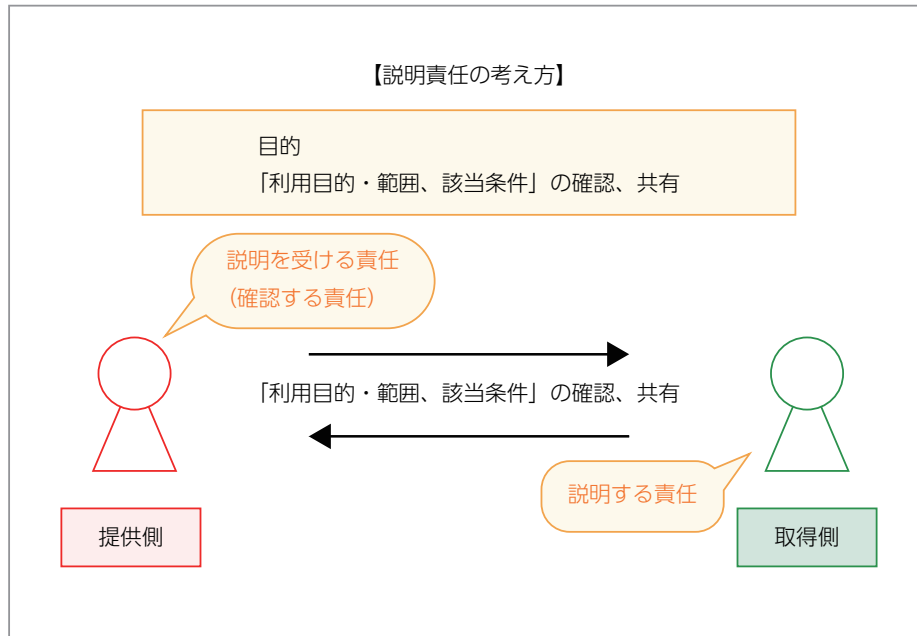 【説明責任の考え方】
目的
「利用目的・範囲、該当条件」の確認、共有
説明を受ける責任
(確認する責任)
「利用目的・範囲、該当条件」の確認、共有
説明する責任
提供側
取得側